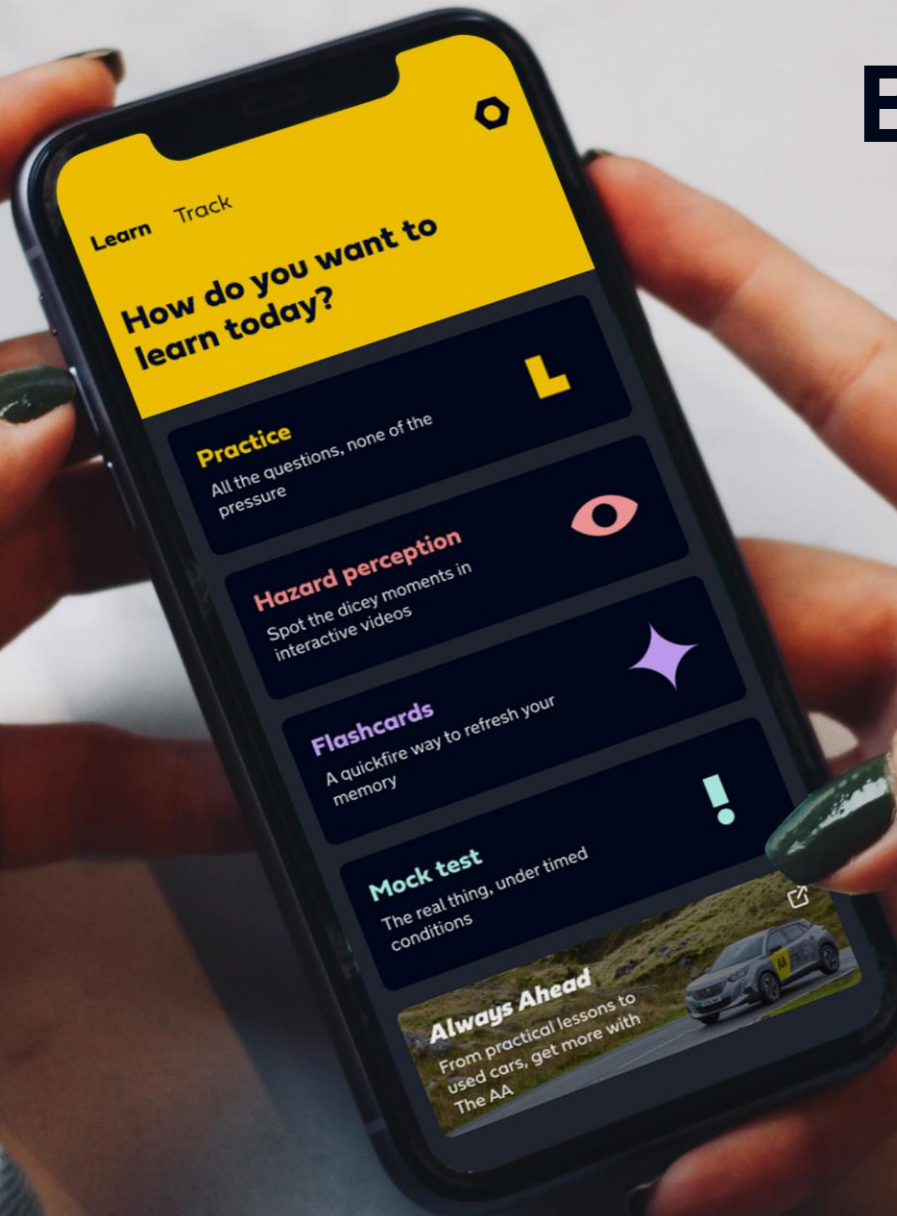 E
Learn Track
How do you want to
learn today?
Practice
All the questions, none of the
pressure
Hazard perception
Spot the dicey moments in
interactive videos
Flashcards
A quickfire way to refresh your
memory
Mock test
The real thing, under timed
conditions
Always Ahead
From practical lessons to
used cars, get more with
The AA
AA